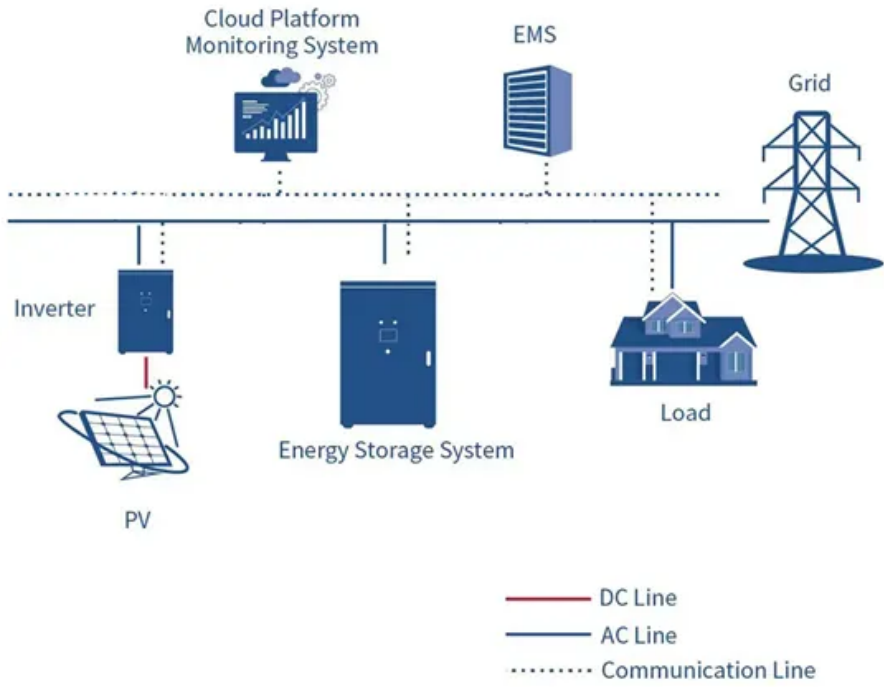 Cloud Platform
Monitoring System
EMS
Grid
Inverter
Energy Storage System
Load
PV
DC Line
AC Line
Communication Line